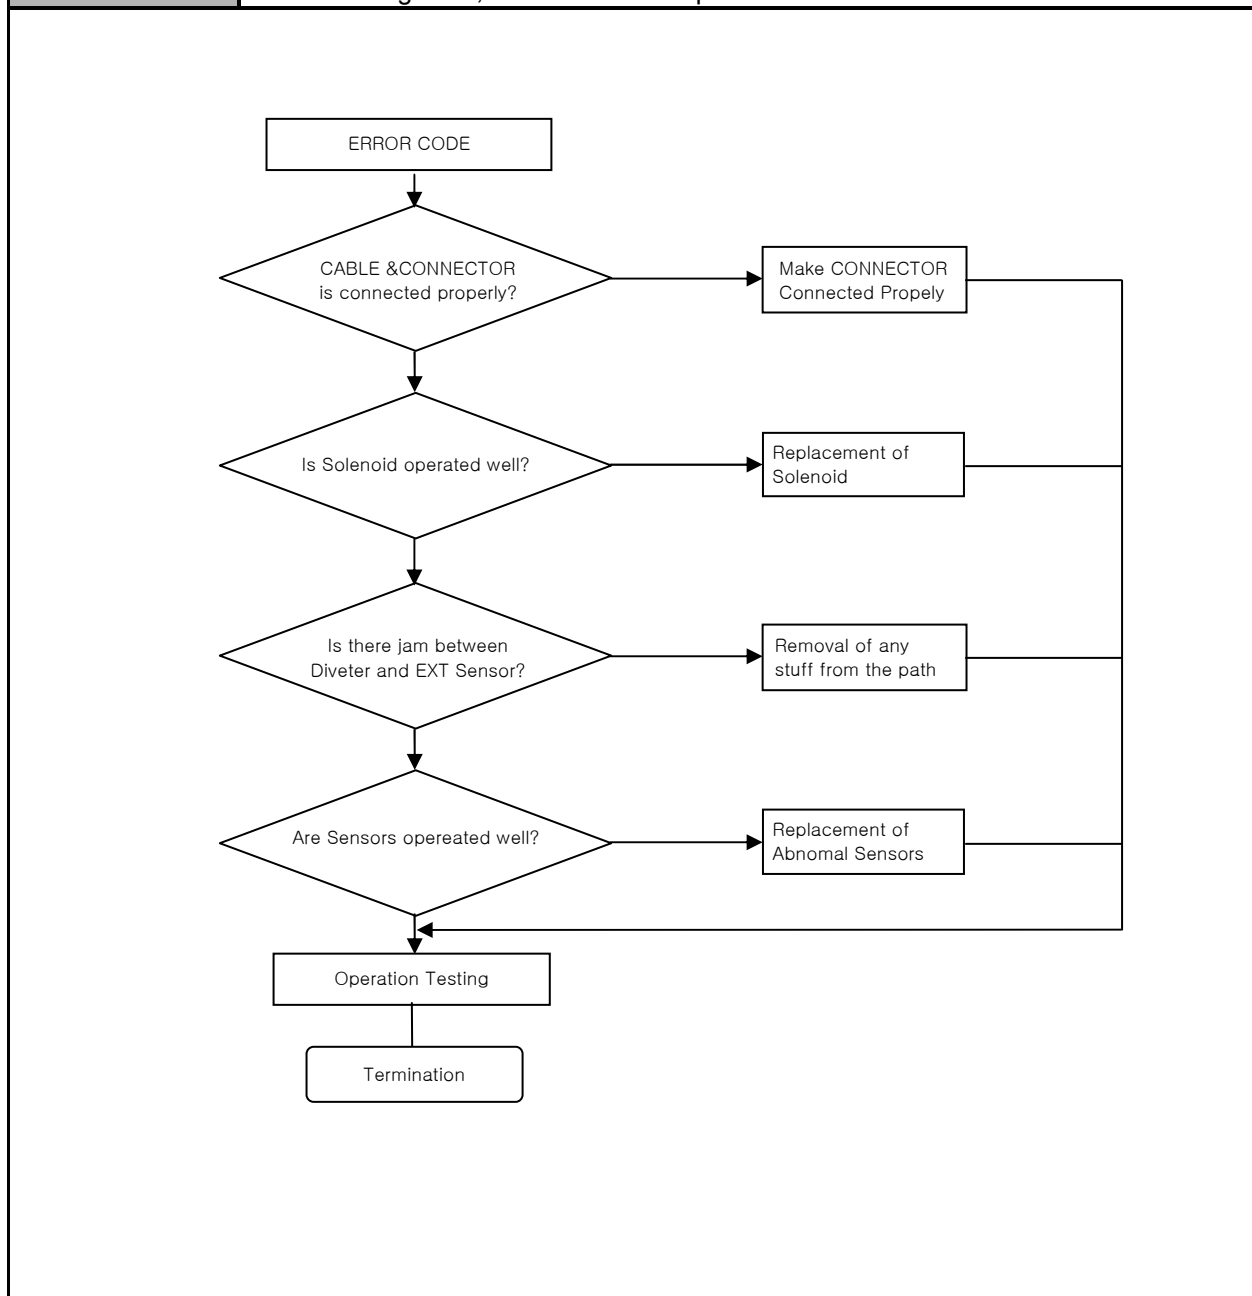 ERROR CODE
CABLE &CONNECTOR
is connected properly?
Make CONNECTOR
Connected Propely
Is Solenoid operated well?
Replacement of
Solenoid
Is there jam between
Diveter and EXT Sensor?
Removal of any
stuff from the path
Are Sensors opereated well?
Replacement of
Abnomal Sensors
Operation Testing
Termination